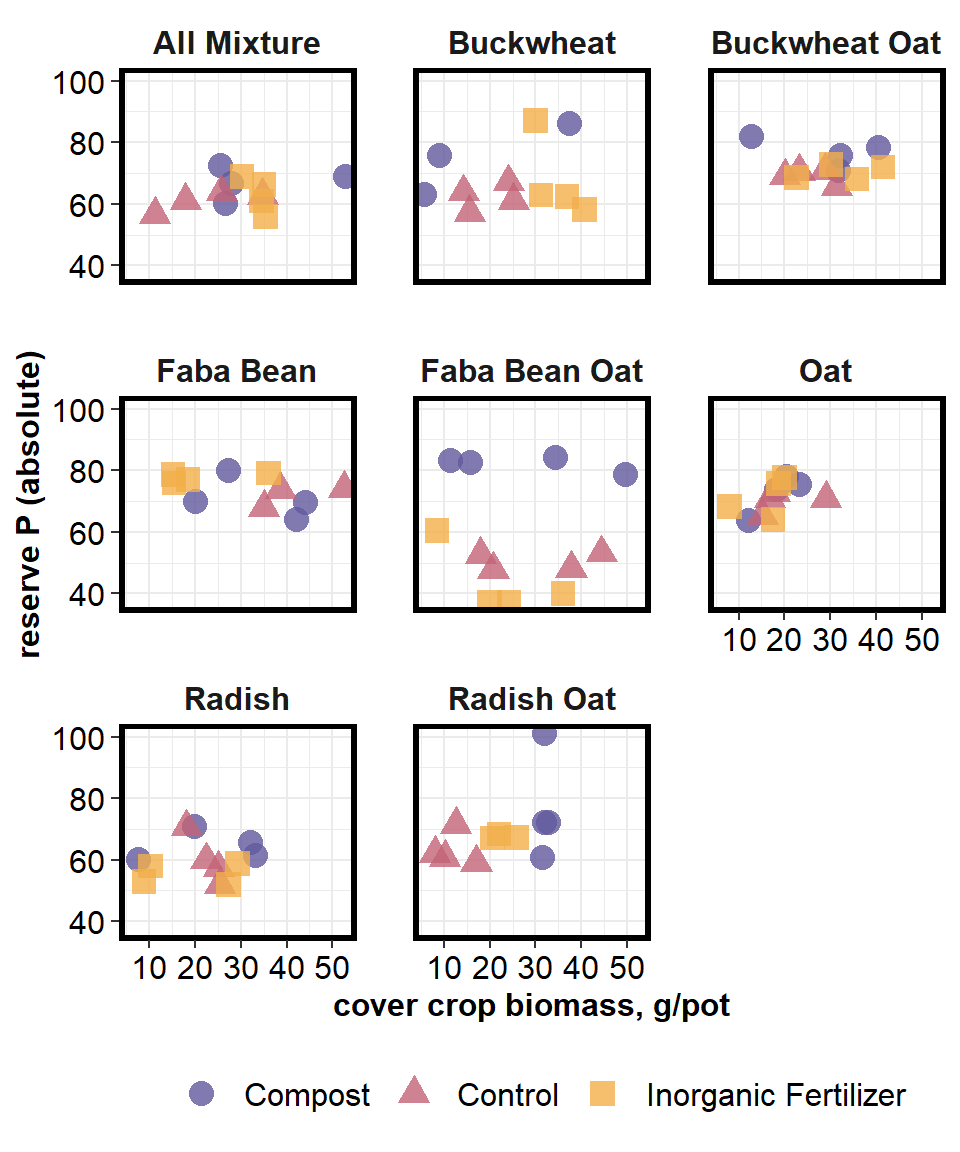 All Mixture Buckwheat Buckwheat Oat
100
80
60
40
Faba Bean Faba Bean Oat Oat
100
80
60
40
10 20 30 40 50
Radish Radish Oat
100
80
60
40
10 20 30 40 50 10 20 30 40 50
reserve P (absolute)
cover crop biomass, g/pot
Compost Control Inorganic Fertilizer